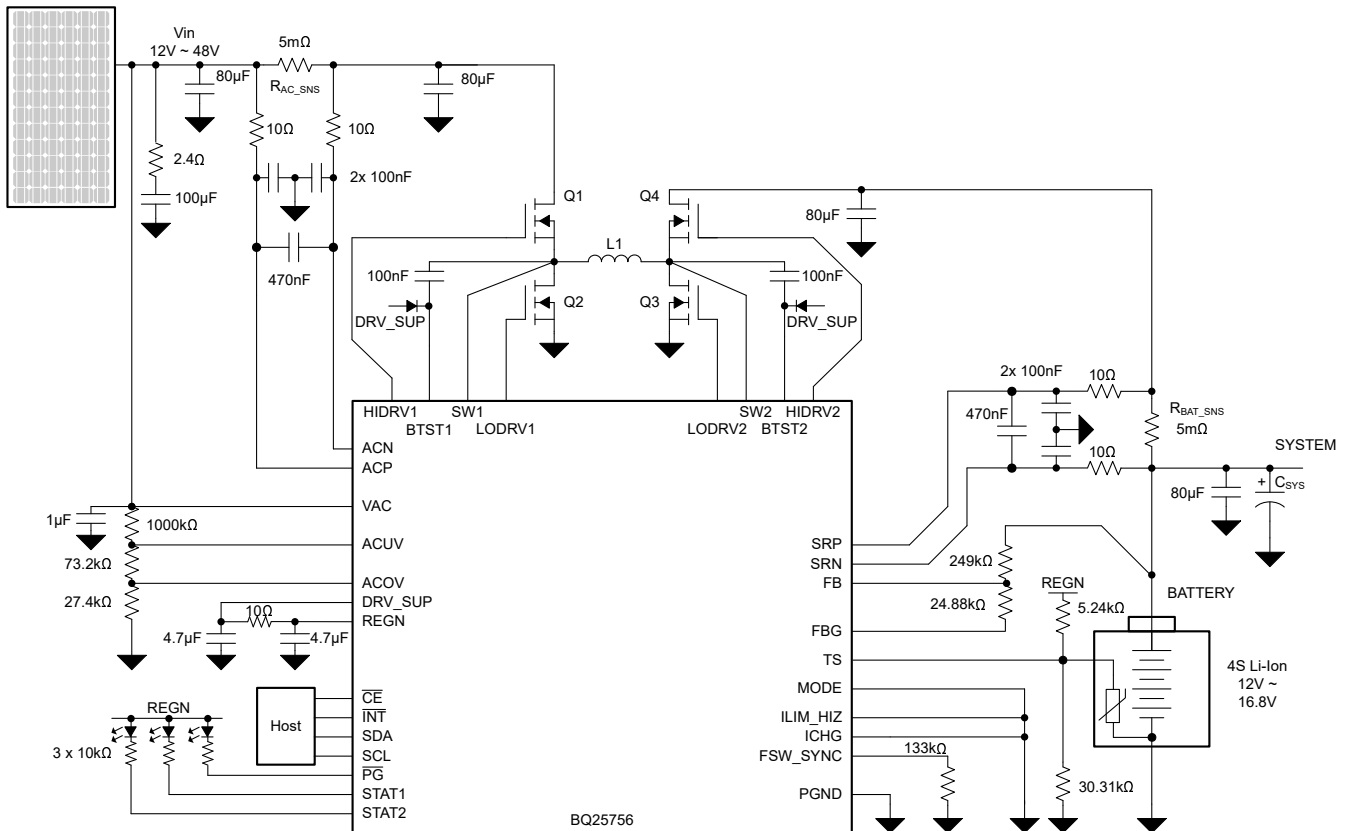 Vin
12V ~ 48V
5mΩ
R_AC_SNS
80µF
80µF
10Ω
10Ω
2.4Ω
100µF
2x 100nF
470nF
Q1
Q4
80µF
L1
100nF
100nF
Q2
Q3
DRV_SUP
DRV_SUP
HIDRV1
BTST1
SW1
LODRV1
LODRV2
SW2
BTST2
HIDRV2
2x 100nF
10Ω
470nF
R_BAT_SNS
5mΩ
10Ω
SYSTEM
80µF
+
C_SYS
ACN
ACP
VAC
1µF
1000kΩ
ACUV
73.2kΩ
ACOV
27.4kΩ
DRV_SUP
10Ω
REGN
4.7µF
4.7µF
SRP
SRN
249kΩ
FB
24.88kΩ
FBG
REGN
5.24kΩ
BATTERY
TS
4S Li-Ion
12V ~
16.8V
MODE
ILIM_HIZ
ICHG
133kΩ
FSW_SYNC
30.31kΩ
PGND
REGN
3 x 10kΩ
Host
CE
INT
SDA
SCL
PG
STAT1
STAT2
BQ25756